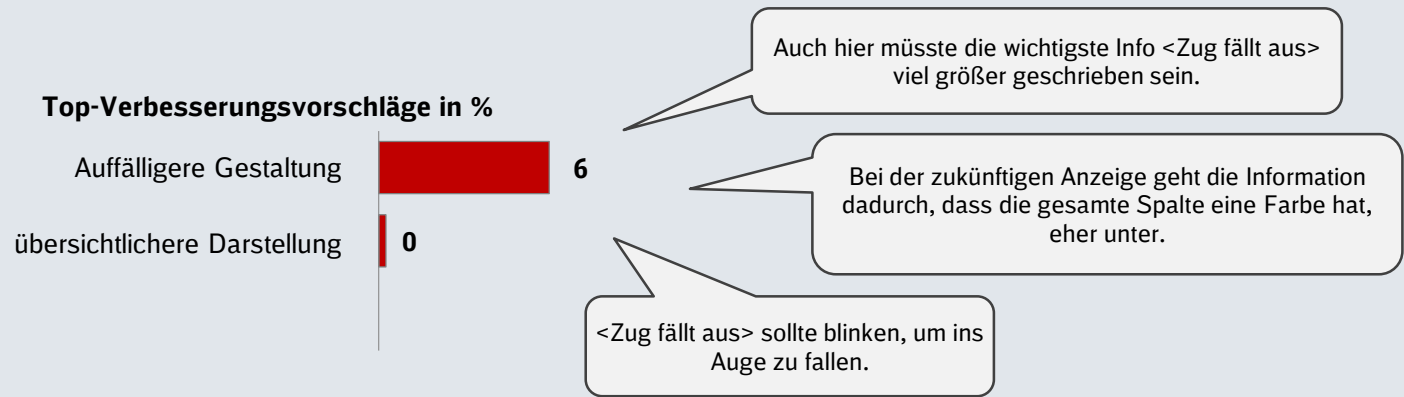 Auch hier müsste die wichtigste Info <Zug fällt aus>
viel größer geschrieben sein.
Top-Verbesserungsvorschläge in %
Auffälligere Gestaltung
6
Bei der zukünftigen Anzeige geht die Information
dadurch, dass die gesamte Spalte eine Farbe hat,
eher unter.
übersichtlichere Darstellung
0
<Zug fällt aus> sollte blinken, um ins
Auge zu fallen.